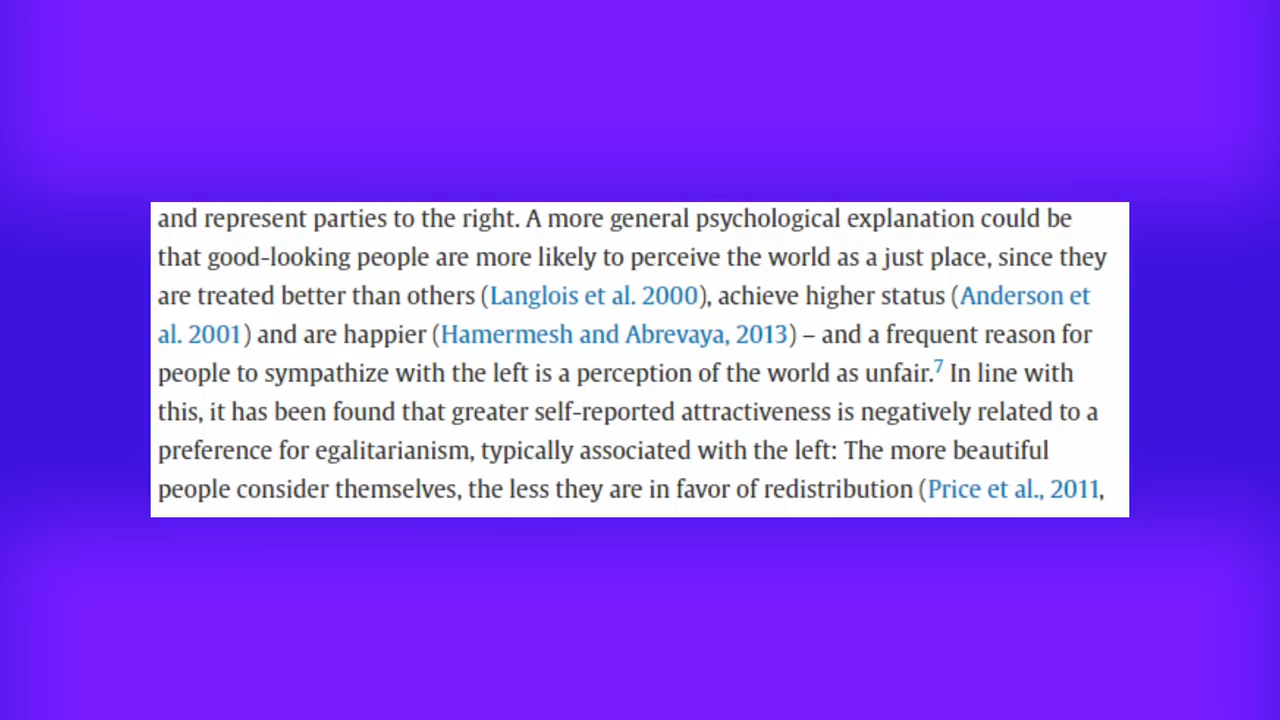 and represent parties to the right. A more general psychological explanation could be
that good-looking people are more likely to perceive the world as a just place, since they
are treated better than others (Langlois et al. 2000), achieve higher status (Anderson et
al. 2001) and are happier (Hamermesh and Abrevaya, 2013) – and a frequent reason for
people to sympathize with the left is a perception of the world as unfair.7 In line with
this, it has been found that greater self-reported attractiveness is negatively related to a
preference for egalitarianism, typically associated with the left: The more beautiful
people consider themselves, the less they are in favor of redistribution (Price et al., 2011,